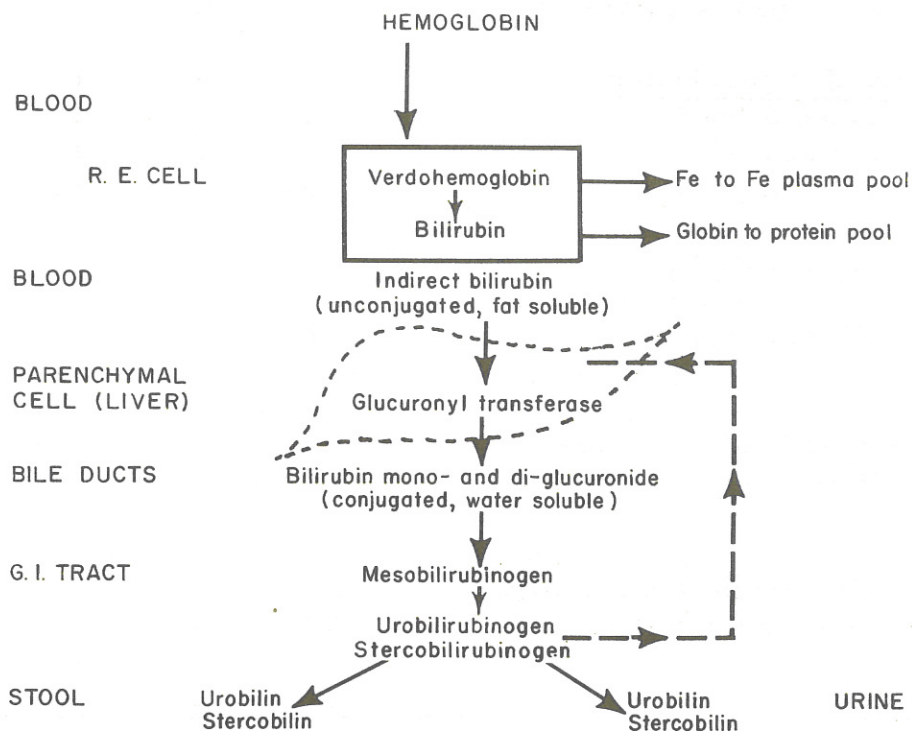 HEMOGLOBIN
BLOOD
R. E. CELL
Verdohemoglobin
Bilirubin
Fe to Fe plasma pool
Globin to protein pool
BLOOD
Indirect bilirubin
(unconjugated, fat soluble)
PARENCHYMAL
CELL (LIVER)
Glucuronyl transferase
BILE DUCTS
Bilirubin mono- and di-glucuronide
(conjugated, water soluble)
G. I. TRACT
Mesobilirubinogen
Urobilirubinogen
Stercobilirubinogen
STOOL
Urobilin
Stercobilin
Urobilin
Stercobilin
URINE